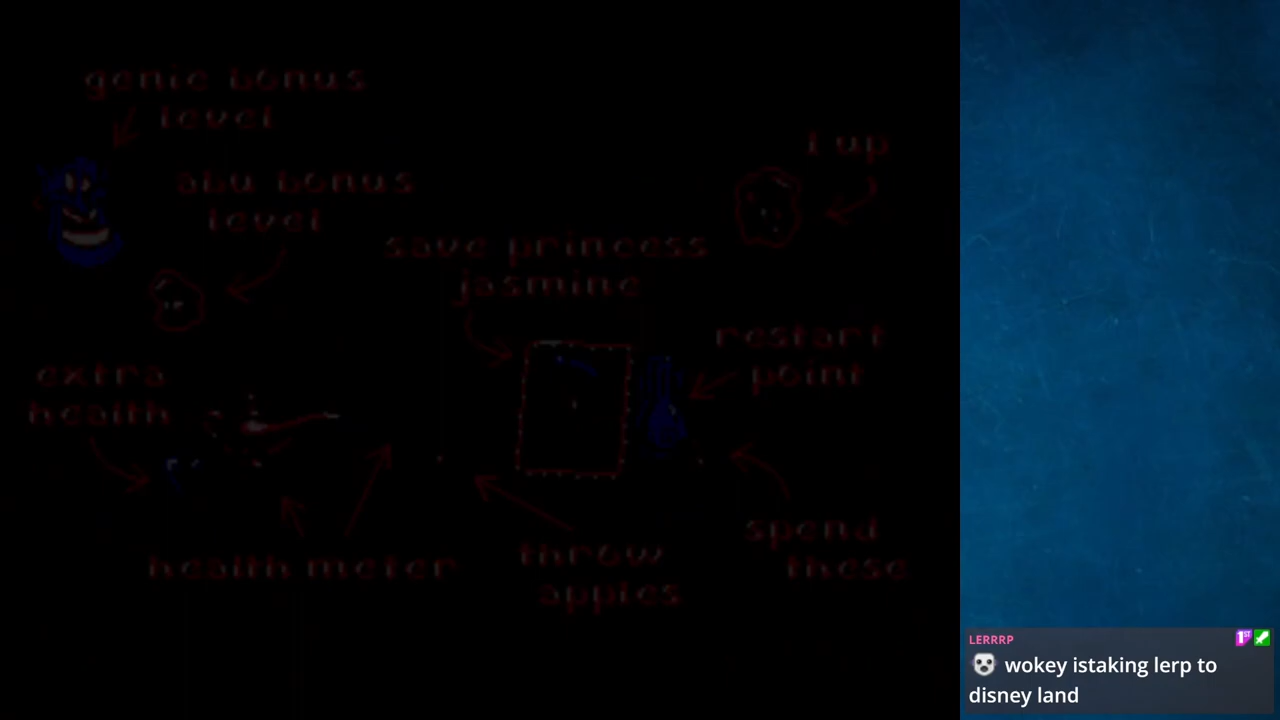 genie bonus
level
1 up
abu bonus
level
save princess
jasmine
restart
point
extra
health
health meter
throw
apples
spend
these
LERRRP
1ST
wokey istaking lerp to
disney land